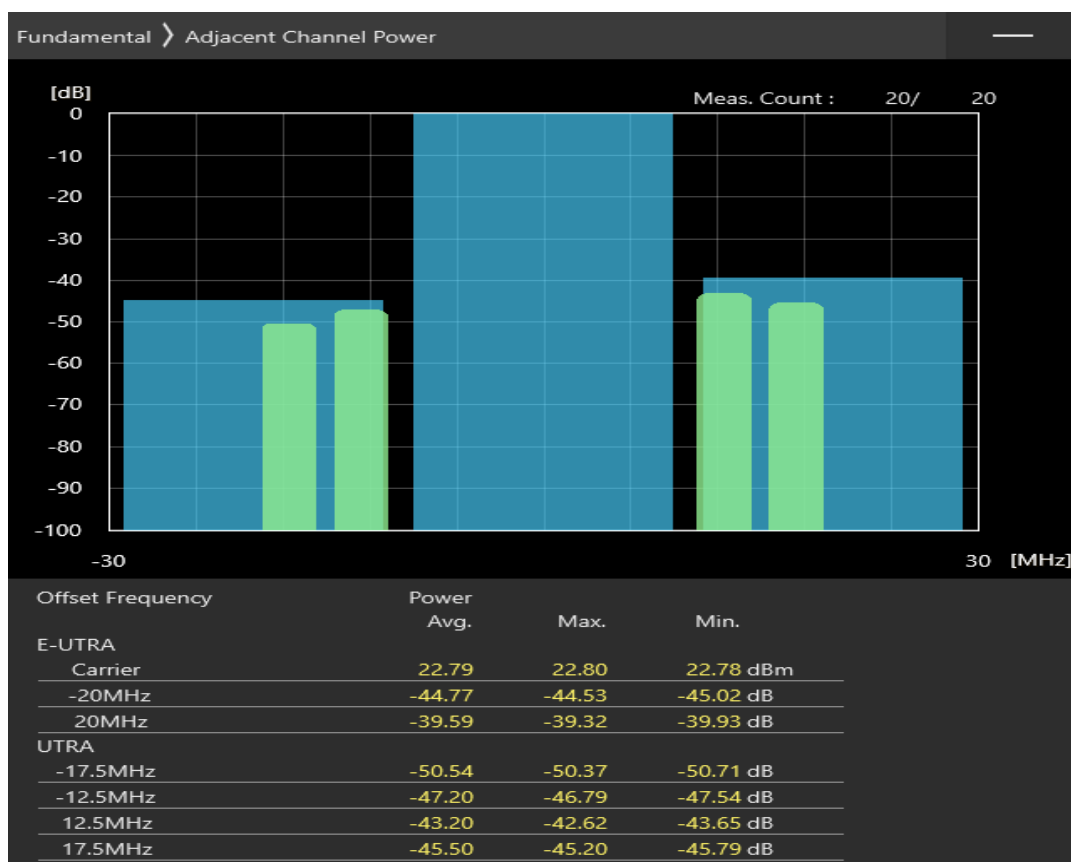 Fundamental ❯ Adjacent Channel Power
[dB]
Meas. Count : 20/ 20
0
-10
-20
-30
-40
-50
-60
-70
-80
-90
-100
-30 30 [MHz]
Offset Frequency Power
Avg. Max. Min.
E-UTRA
Carrier 22.79 22.80 22.78 dBm
-20MHz -44.77 -44.53 -45.02 dB
20MHz -39.59 -39.32 -39.93 dB
UTRA
-17.5MHz -50.54 -50.37 -50.71 dB
-12.5MHz -47.20 -46.79 -47.54 dB
12.5MHz -43.20 -42.62 -43.65 dB
17.5MHz -45.50 -45.20 -45.79 dB